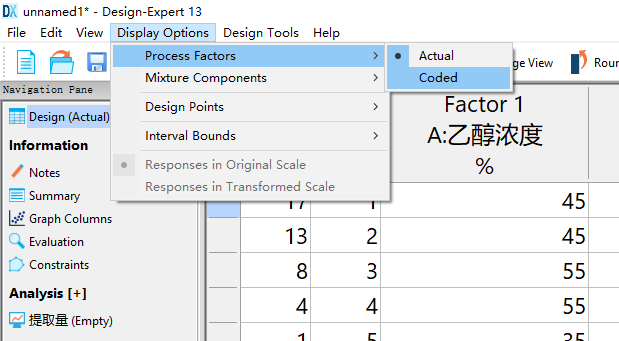 unnamed1* - Design-Expert 13
File Edit View Display Options Design Tools Help
Process Factors > Actual
Mixture Components > Coded
Design Points >
Interval Bounds >
Responses in Original Scale
Responses in Transformed Scale
ge View Roun
Navigation Pane
Design (Actual)
Information
Notes
Summary
Graph Columns
Evaluation
Constraints
Analysis [+]
提取量 (Empty)
Factor 1
A:乙醇浓度
%
17 1 45
13 2 45
8 3 55
4 4 55
1 5 35